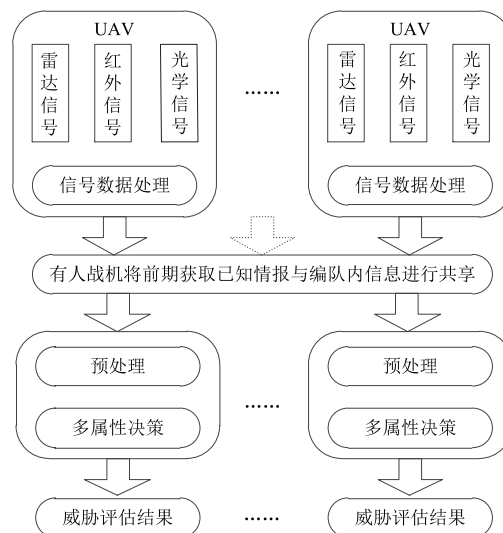 UAV
UAV
雷达信号
红外信号
光学信号
……
雷达信号
红外信号
光学信号
信号数据处理
信号数据处理
有人战机将前期获取已知情报与编队内信息进行共享
预处理
预处理
……
多属性决策
多属性决策
威胁评估结果
……
威胁评估结果